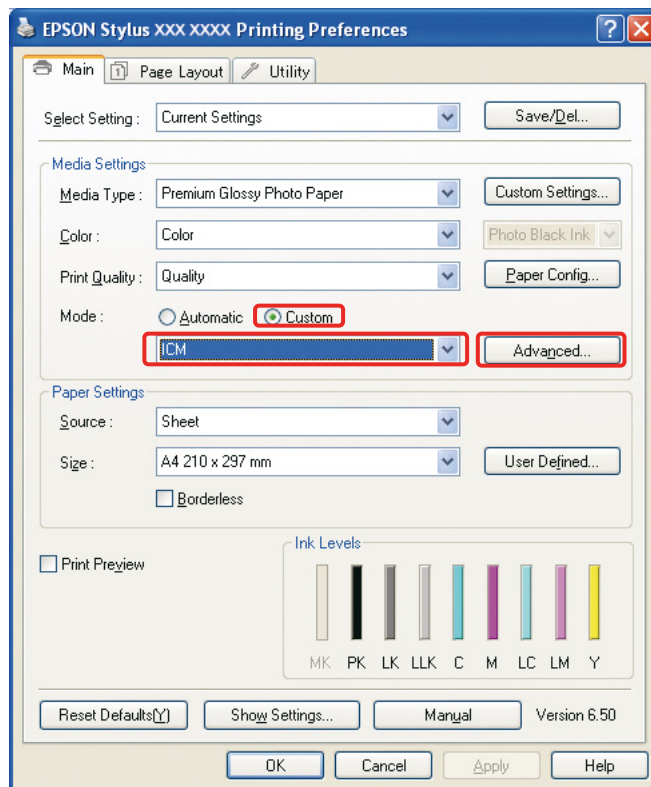 EPSON Stylus XXX XXXX Printing Preferences
Main
Page Layout
Utility
Select Setting :
Current Settings
Save/Del...
Media Settings
Media Type :
Premium Glossy Photo Paper
Custom Settings...
Color :
Color
Photo Black Ink
Print Quality :
Quality
Paper Config...
Mode :
Automatic
Custom
ICM
Advanced...
Paper Settings
Source :
Sheet
Size :
A4 210 x 297 mm
User Defined...
Borderless
Print Preview
Ink Levels
MK PK LK LLK C M LC LM Y
Reset Defaults(Y)
Show Settings...
Manual
Version 6.50
OK
Cancel
Apply
Help